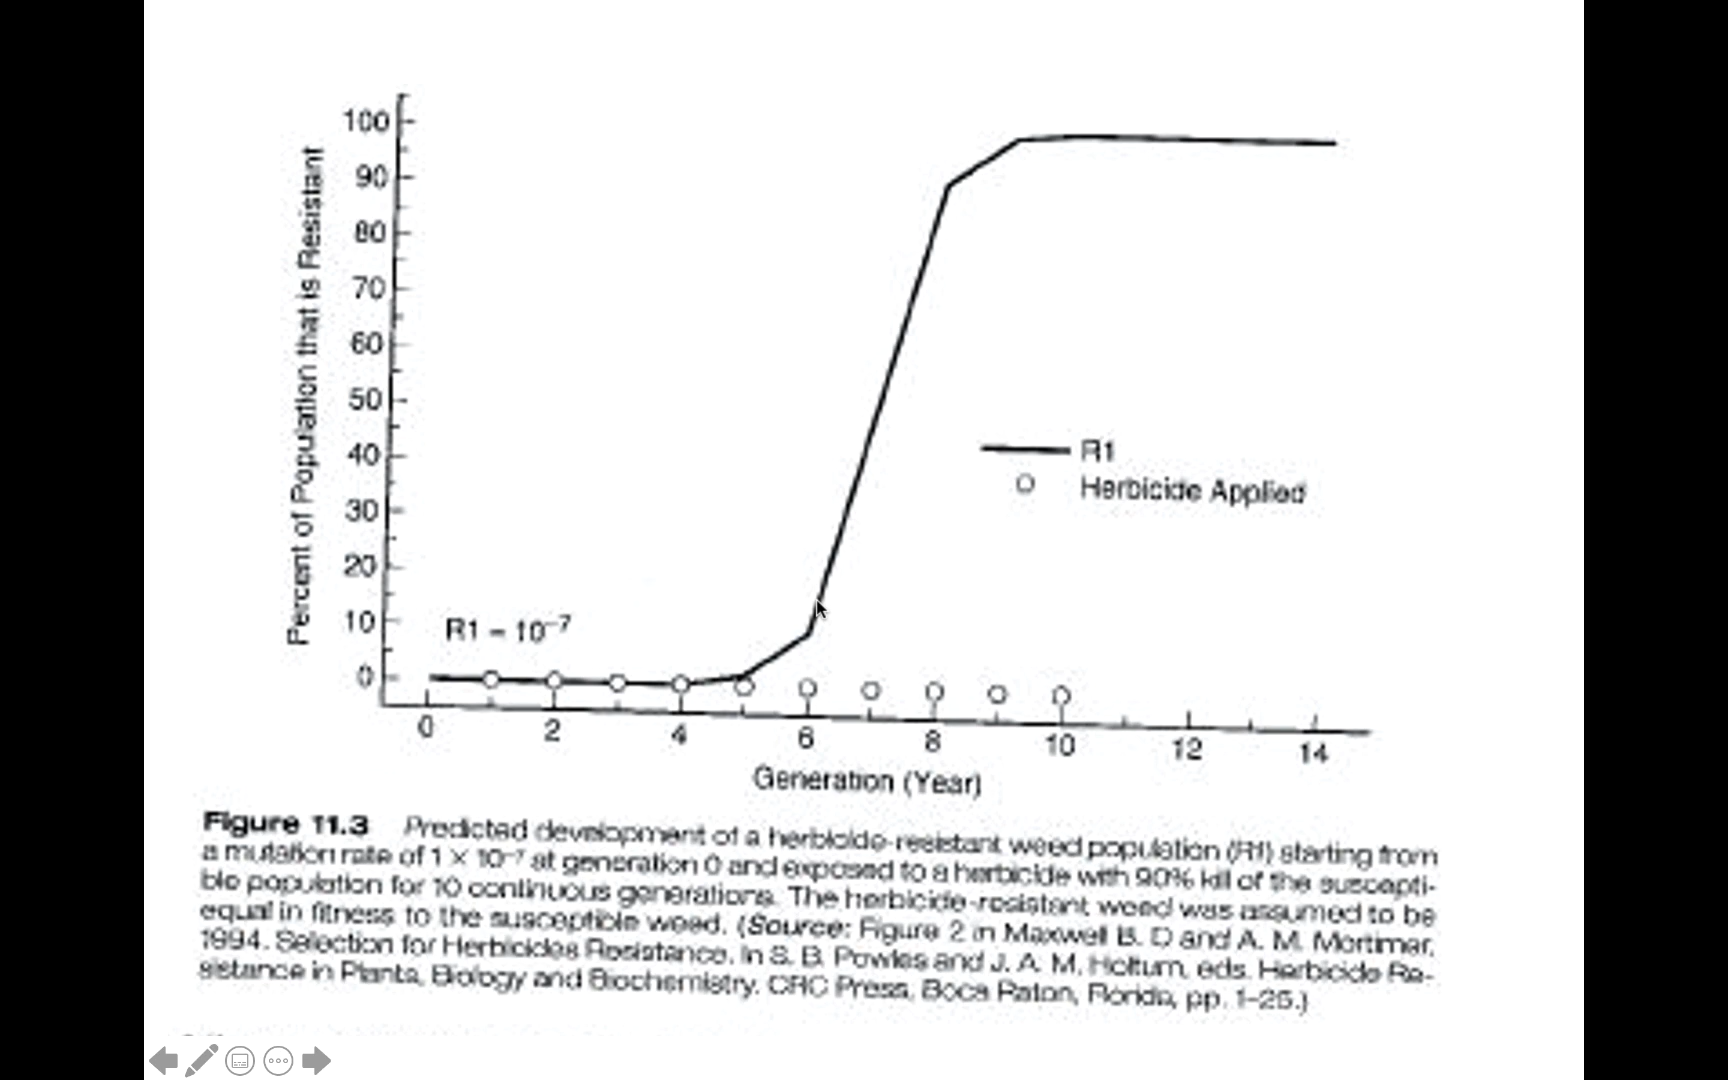 100
90
80
70
60
50
40
30
20
10
0
Percent of Population that is Resistant
R1
Herbicide Applied
R1 = 10⁻⁷
0 2 4 6 8 10 12 14
Generation (Year)
Figure 11.3 Predicted development of a herbicide-resistant weed population (R1) starting from
a mutation rate of 1 × 10⁻⁷ at generation 0 and exposed to a herbicide with 90% kill of the suscepti-
ble population for 10 continuous generations. The herbicide-resistant weed was assumed to be
equal in fitness to the susceptible weed. (Source: Figure 2 in Maxwell B. D and A. M. Mortimer.
1994. Selection for Herbicides Resistance. In S. B. Powles and J. A. M. Holtum, eds. Herbicide Re-
sistance in Plants, Biology and Biochemistry. CRC Press, Boca Raton, Florida, pp. 1–25.)